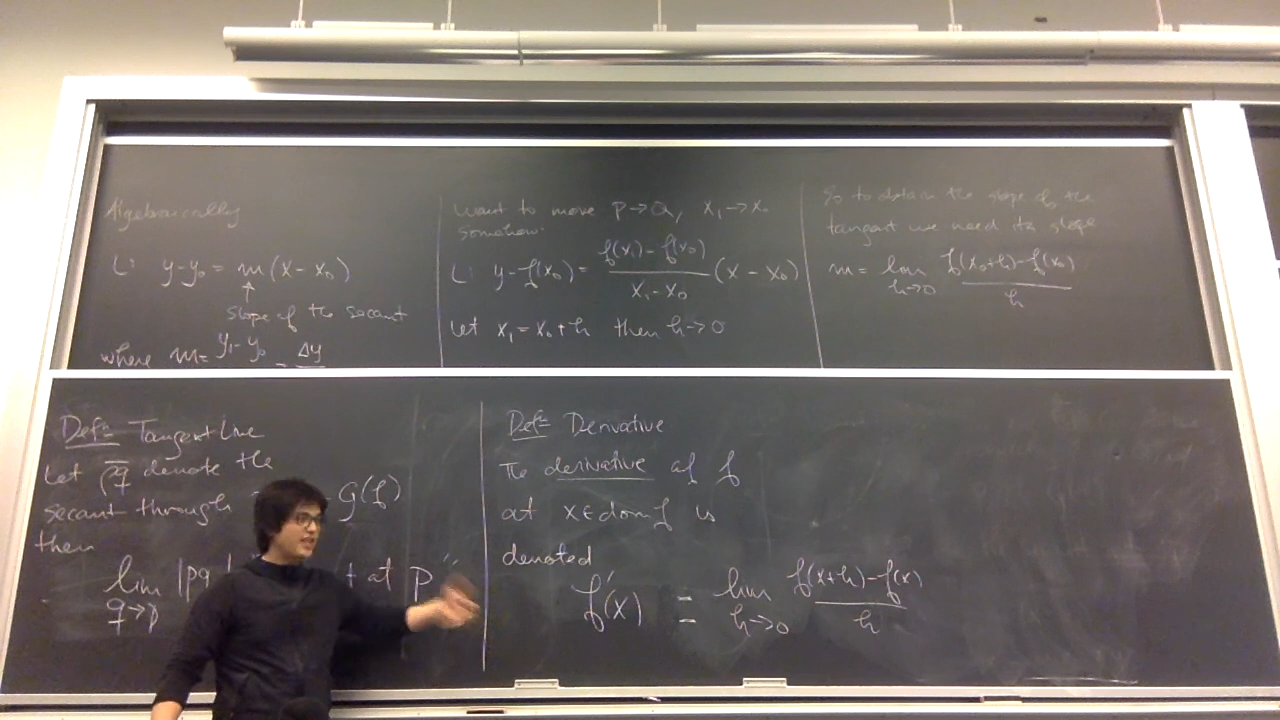 Algebraically
L: y-y₀ = m(x-x₀)
↑
slope of the secant
where m = y₁-y₀ = Δy
Want to move P→Q, x₁→x₀
somehow.
L: y-f(x₀) = f(x₁)-f(x₀) / x₁-x₀ (x-x₀)
let x₁ = x₀+h then h→0
So to obtain the slope of the
tangent we need its slope
m = lim h→0 f(x₀+h)-f(x₀) / h
Def= Tangent Line
Let pq denote the
secant through G(f)
then
lim q→p |pq t at p"
Def= Derivative
The derivative of f
at x∈domf is
denoted
f'(x) = lim h→0 f(x+h)-f(x) / h